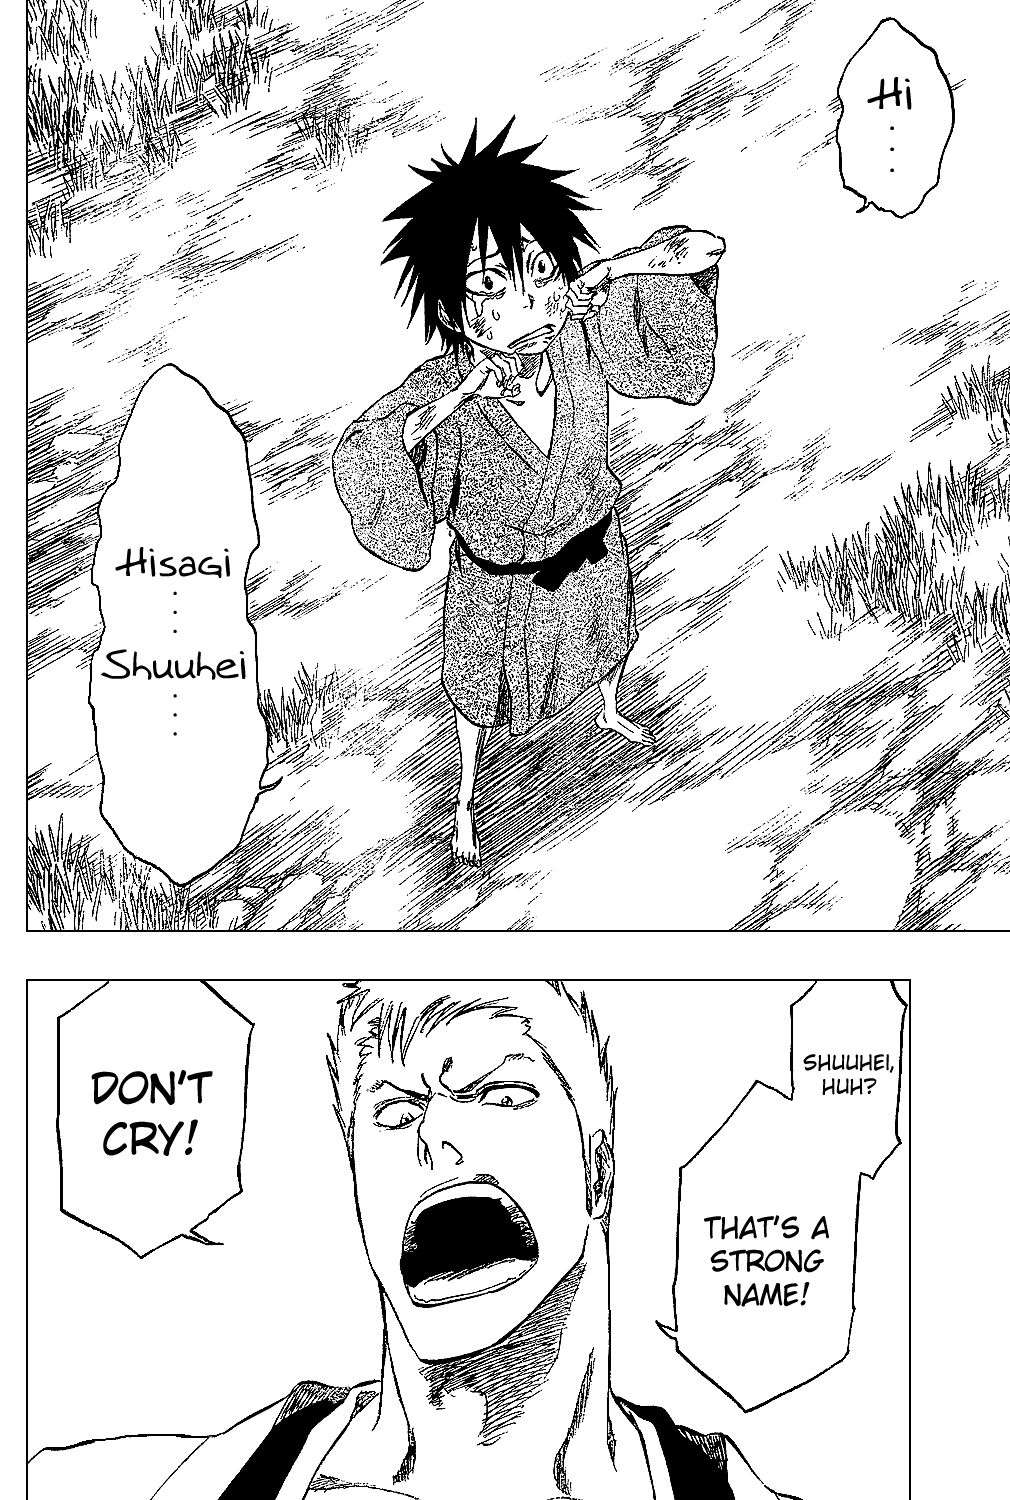 Hi
...
Hisagi
...
Shuuhei
...
SHUUHEI,
HUH?
THAT'S A
STRONG
NAME!
DON'T
CRY!